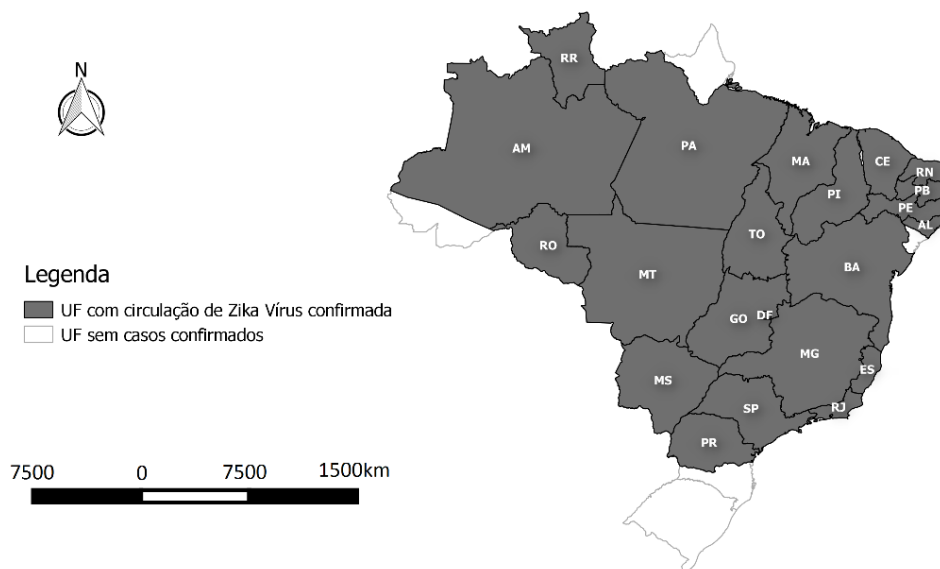 N
RR
AM
PA
MA
CE
RN
PB
PI
PE
AL
TO
RO
BA
MT
GO
DF
MG
MS
ES
SP
RJ
PR
Legenda
UF com circulação de Zika Vírus confirmada
UF sem casos confirmados
7500 0 7500 1500km